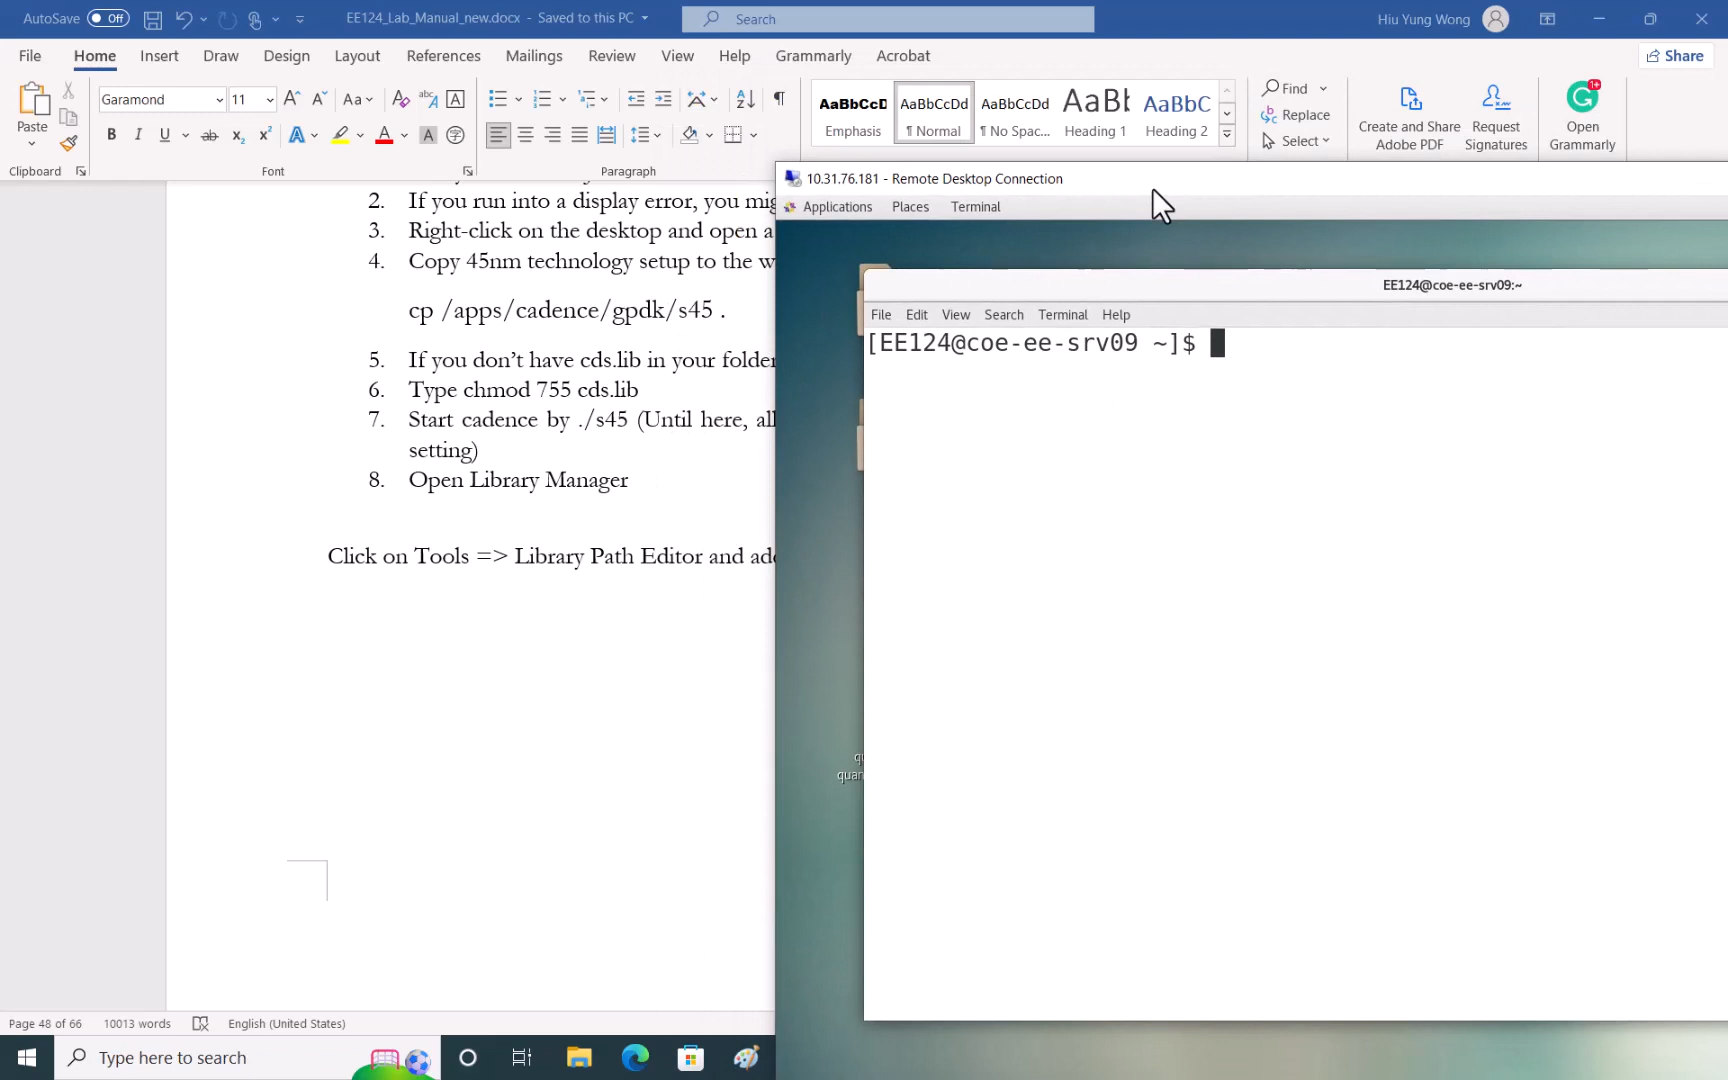 AutoSave Off
EE124_Lab_Manual_new.docx - Saved to this PC
Search
Hiu Yung Wong
File Home Insert Draw Design Layout References Mailings Review View Help Grammarly Acrobat
Share
Paste
Garamond 11
AaBbCcD AaBbCcDd AaBbCcDd AaBb AaBbC
Emphasis ¶ Normal ¶ No Spac... Heading 1 Heading 2
Find
Replace
Select
Create and Share
Adobe PDF
Request
Signatures
Open
Grammarly
Clipboard Font Paragraph
2. If you run into a display error, you mig
3. Right-click on the desktop and open a
4. Copy 45nm technology setup to the w
cp /apps/cadence/gpdk/s45 .
5. If you don’t have cds.lib in your folder
6. Type chmod 755 cds.lib
7. Start cadence by ./s45 (Until here, all
setting)
8. Open Library Manager
Click on Tools => Library Path Editor and add
10.31.76.181 - Remote Desktop Connection
Applications Places Terminal
EE124@coe-ee-srv09:~
File Edit View Search Terminal Help
[EE124@coe-ee-srv09 ~]$
qu
quan
Page 48 of 66 10013 words English (United States)
Type here to search